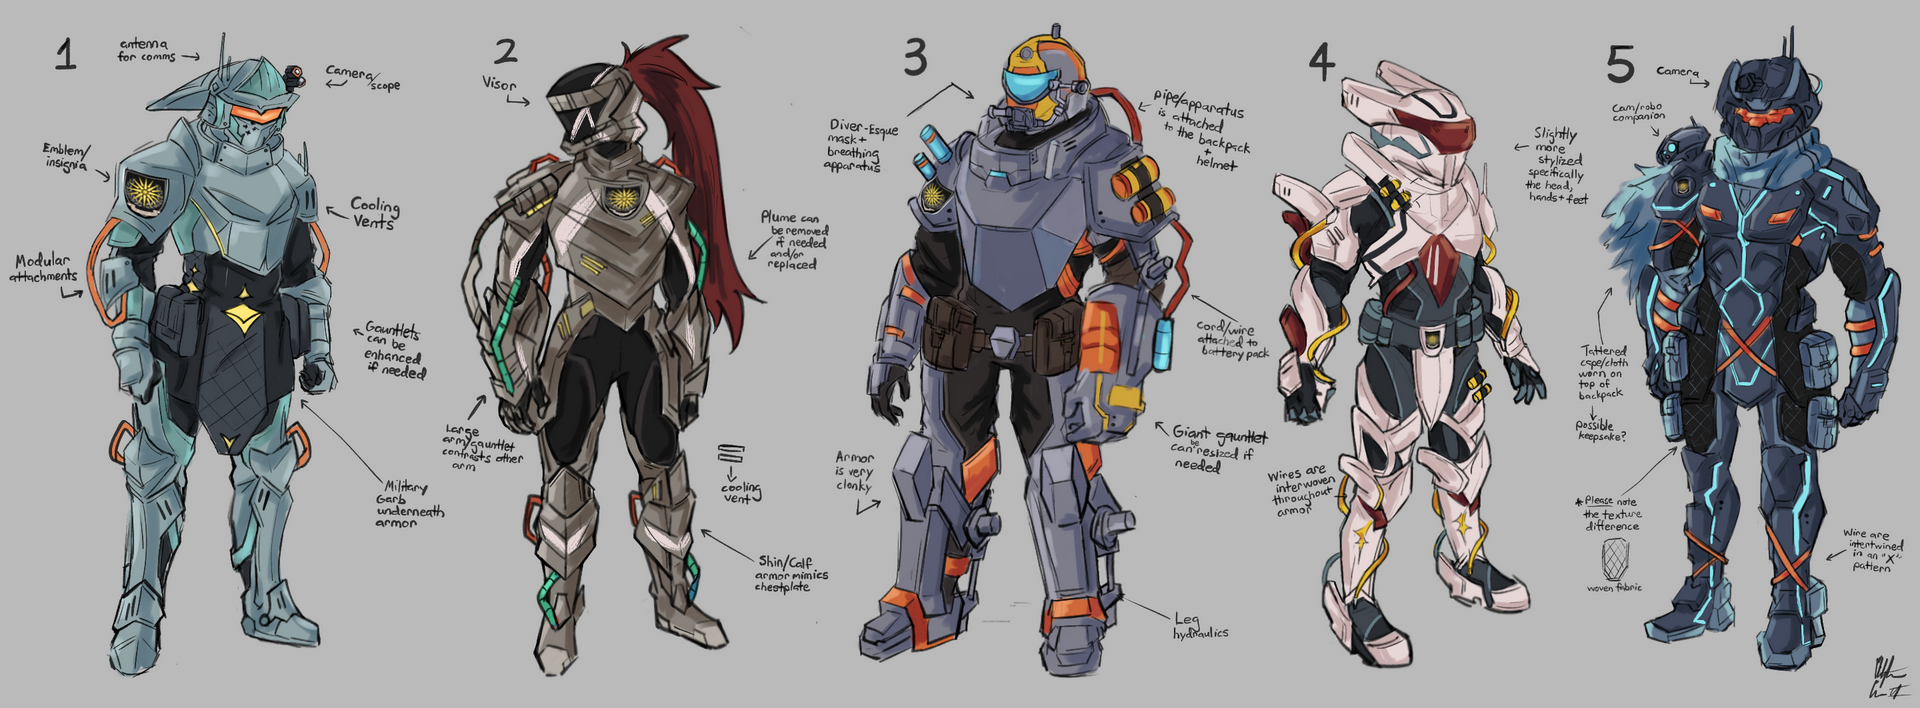 1
antenna
for comms
Camera/
scope
Emblem/
insignia
Cooling
vents
Modular
attachments
Gauntlets
can be
enhanced
if needed
Military
Garb
underneath
armor
2
Visor
Plume can
be removed
if needed
and/or
replaced
Large
arm/gauntlet
contrasts other
arm
cooling
vent
Shin/Calf
armor mimics
chestplate
3
Diver-Esque
mask +
breathing
apparatus
pipe/apparatus
is attached
to the backpack
+
helmet
cord/wire
attached to
battery pack
Giant gauntlet
can be resized if
needed
Armor
is very
clonky
Leg
hydraulics
4
Slightly
more
stylized
specifically
the head,
hands + feet
Wires are
interwoven
throughout
armor
5
Camera
Cam/robo
companion
Tattered
cape/cloth
worn on
top of
backpack
possible
keepsake?
* Please note
the texture
difference
woven fabric
Wire are
intertwined
in an "X"
pattern